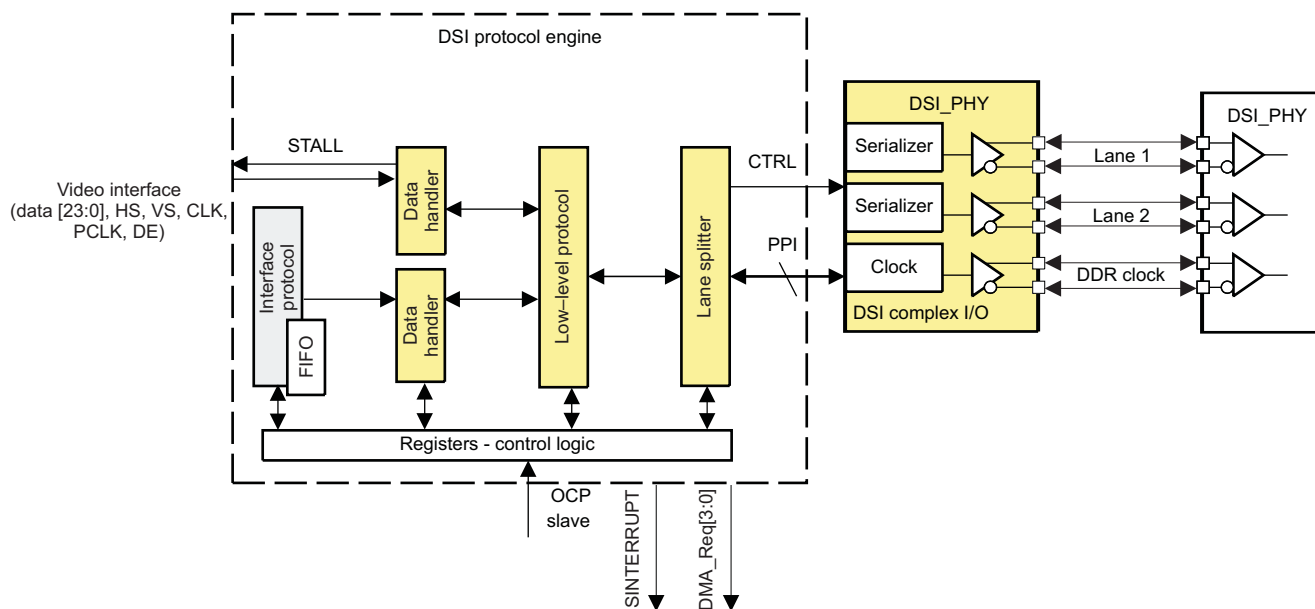 DSI protocol engine
STALL
Video interface
(data [23:0], HS, VS, CLK,
PCLK, DE)
Interface
protocol
FIFO
Data
handler
Data
handler
Low–level protocol
Lane splitter
CTRL
PPI
DSI_PHY
Serializer
Serializer
Clock
DSI complex I/O
Lane 1
Lane 2
DDR clock
DSI_PHY
Registers - control logic
OCP
slave
SINTERRUPT
DMA_Req[3:0]